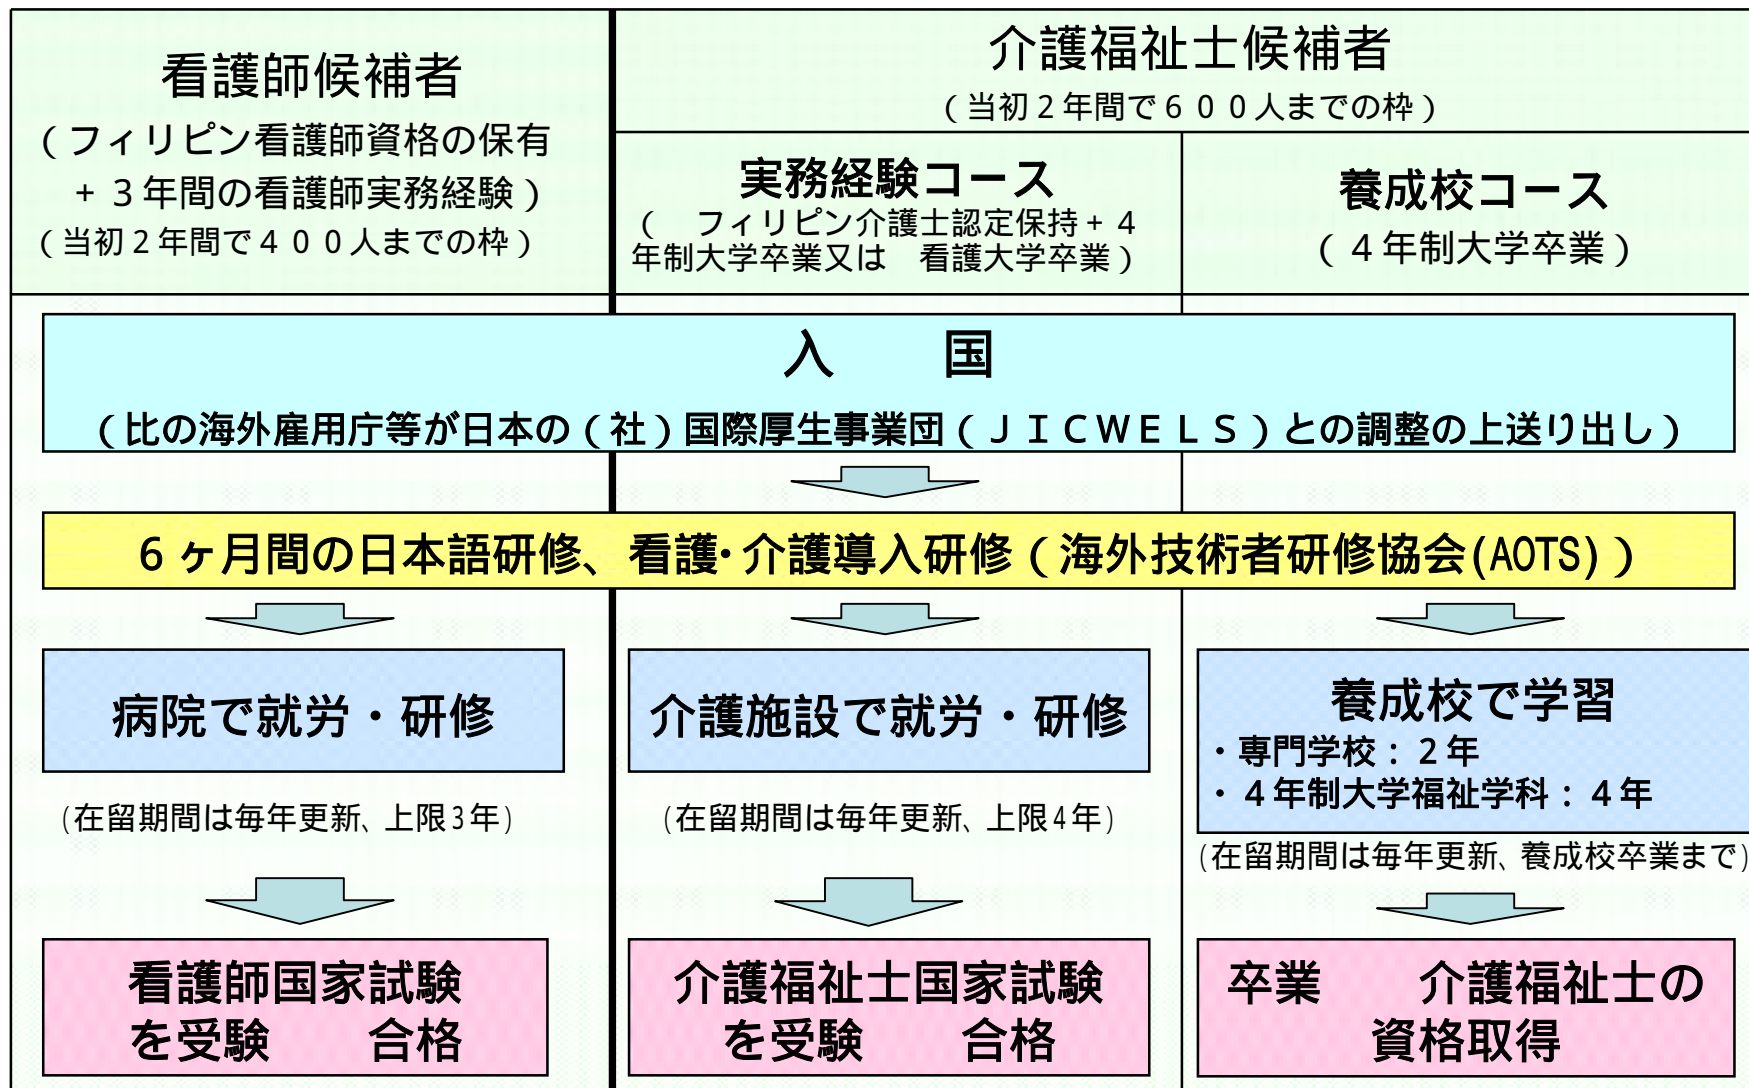 看護師候補者
（フィリピン看護師資格の保有
＋３年間の看護師実務経験）
（当初２年間で４００人までの枠）
介護福祉士候補者
（当初２年間で６００人までの枠）
実務経験コース
（　フィリピン介護士認定保持＋４
年制大学卒業又は　看護大学卒業）
養成校コース
（４年制大学卒業）
入　　国
（比の海外雇用庁等が日本の（社）国際厚生事業団（ＪＩＣＷＥＬＳ）との調整の上送り出し）
６ヶ月間の日本語研修、看護・介護導入研修（海外技術者研修協会(AOTS)）
病院で就労・研修
(在留期間は毎年更新、上限３年)
看護師国家試験
を受験　　合格
介護施設で就労・研修
(在留期間は毎年更新、上限４年)
介護福祉士国家試験
を受験　　合格
養成校で学習
・専門学校：２年
・４年制大学福祉学科：４年
(在留期間は毎年更新、養成校卒業まで)
卒業　　介護福祉士の
資格取得